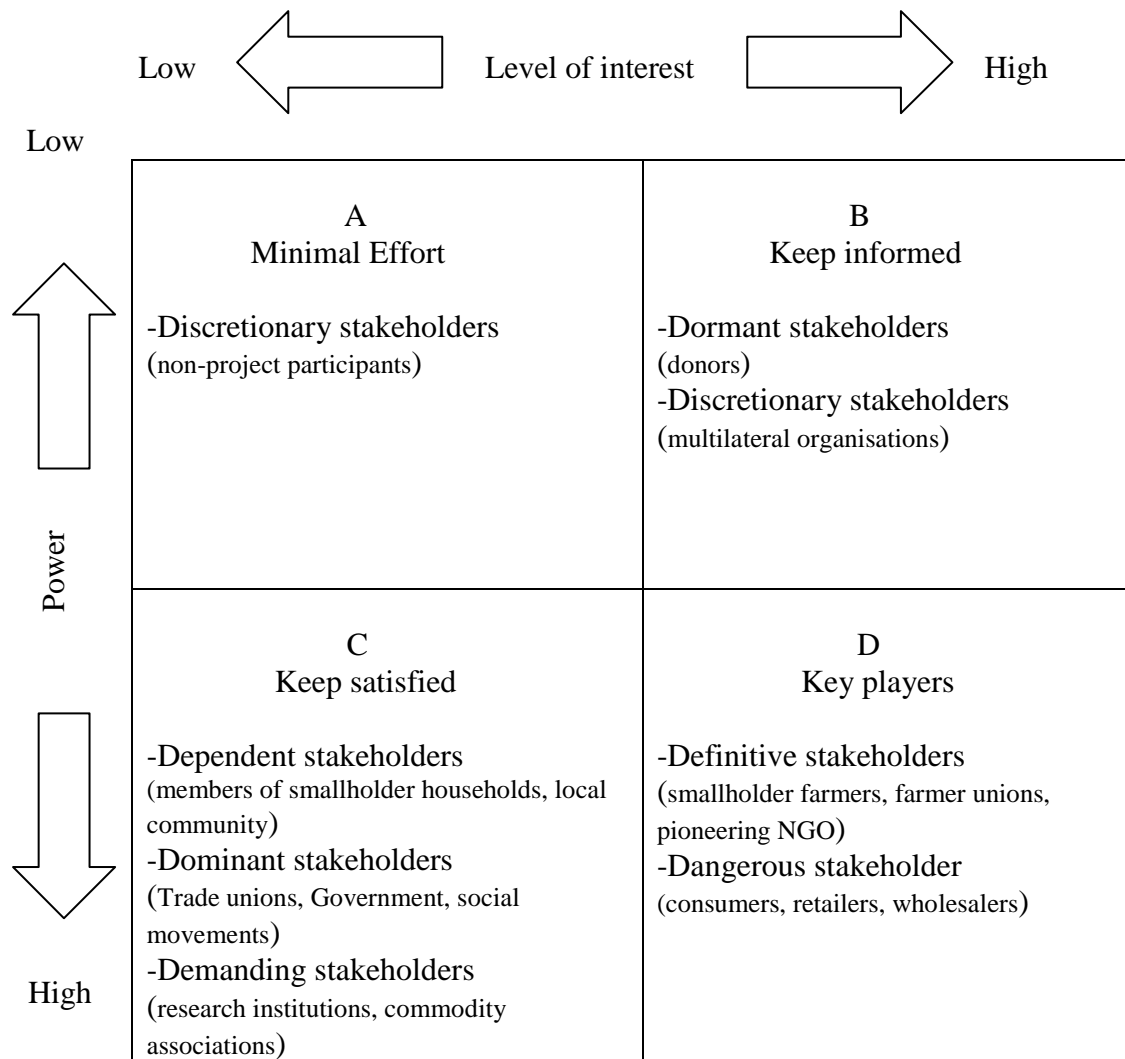 Low
Level of interest
High
Low
A
Minimal Effort
-Discretionary stakeholders
(non-project participants)
B
Keep informed
-Dormant stakeholders
(donors)
-Discretionary stakeholders
(multilateral organisations)
Power
C
Keep satisfied
-Dependent stakeholders
(members of smallholder households, local
community)
-Dominant stakeholders
(Trade unions, Government, social
movements)
-Demanding stakeholders
(research institutions, commodity
associations)
D
Key players
-Definitive stakeholders
(smallholder farmers, farmer unions,
pioneering NGO)
-Dangerous stakeholder
(consumers, retailers, wholesalers)
High